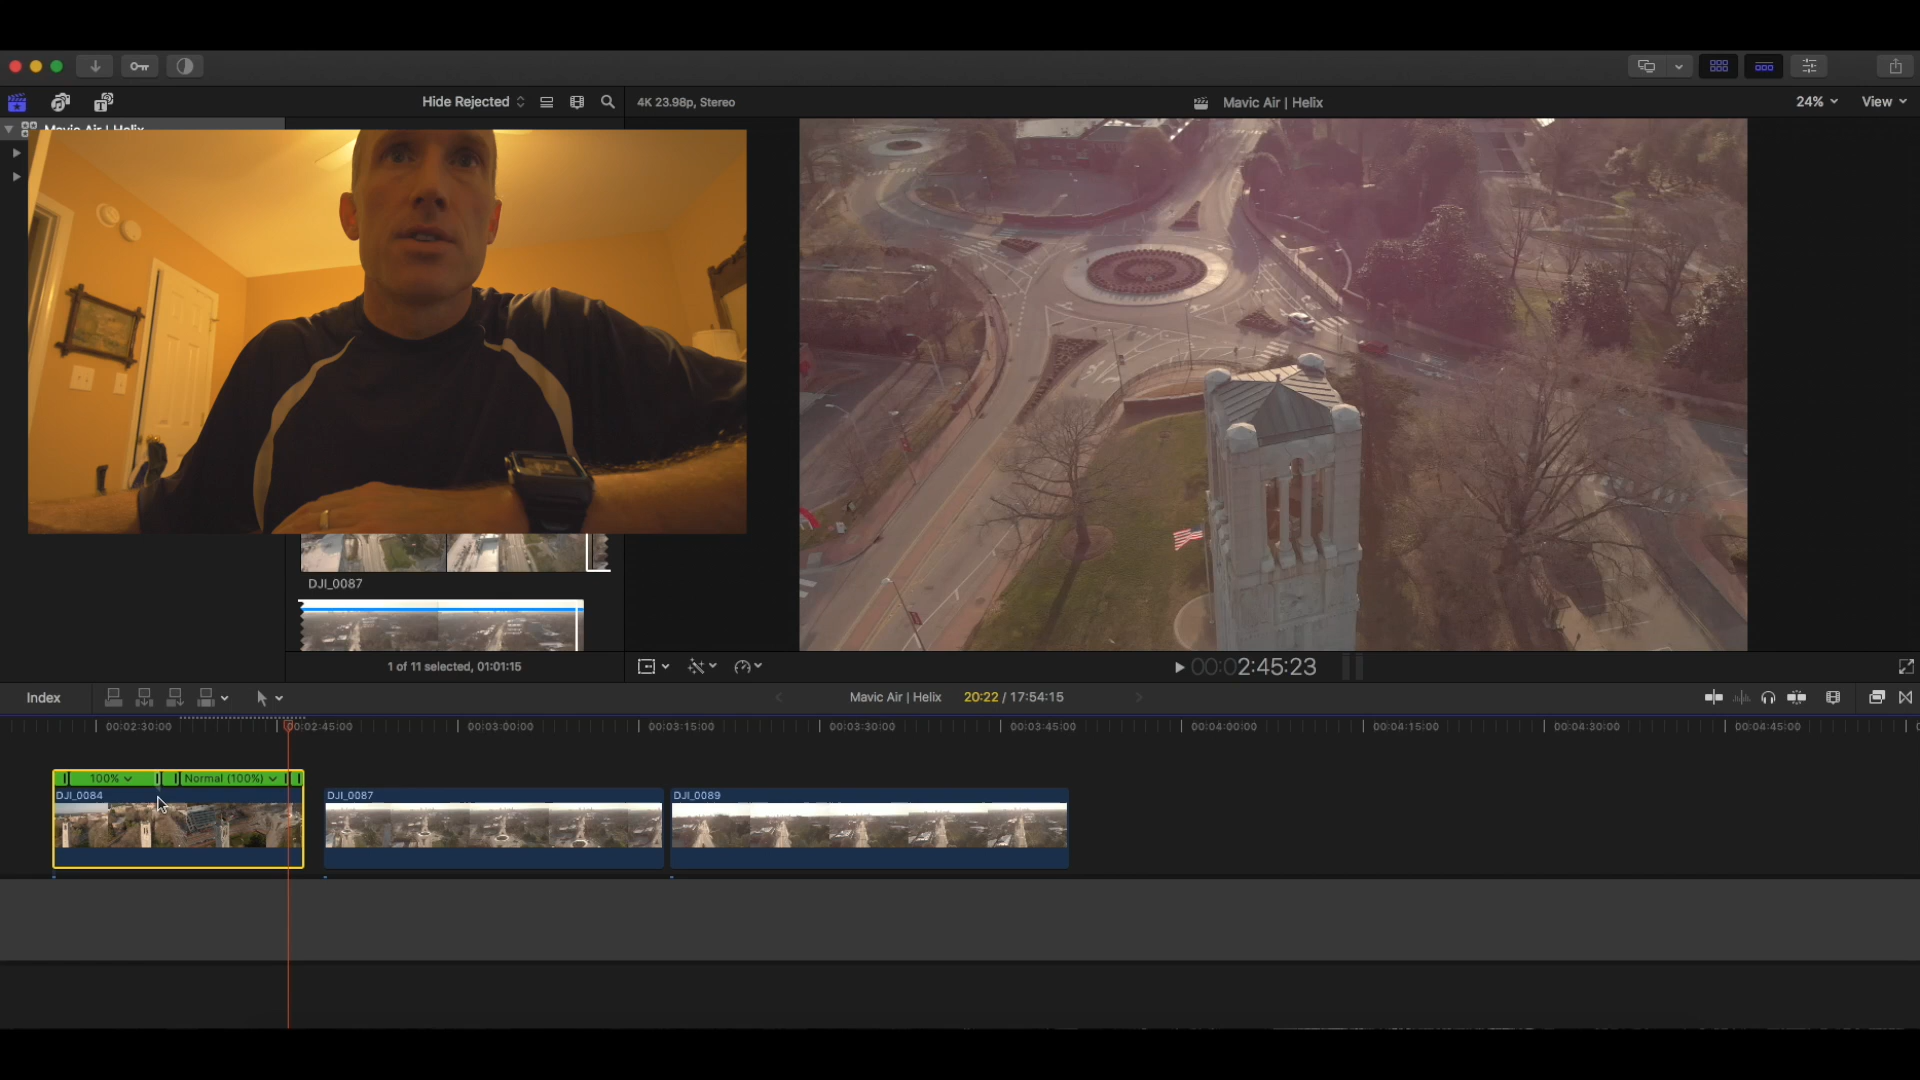 Hide Rejected
4K 23.98p, Stereo
Mavic Air | Helix
24%
View
Mavic Air | Helix
DJI_0087
1 of 11 selected, 01:01:15
00:002:45:23
Index
Mavic Air | Helix
20:22 / 17:54:15
00:02:30:00
00:02:45:00
00:03:00:00
00:03:15:00
00:03:30:00
00:03:45:00
00:04:00:00
00:04:15:00
00:04:30:00
00:04:45:00
100%
Normal (100%)
DJI_0084
DJI_0087
DJI_0089